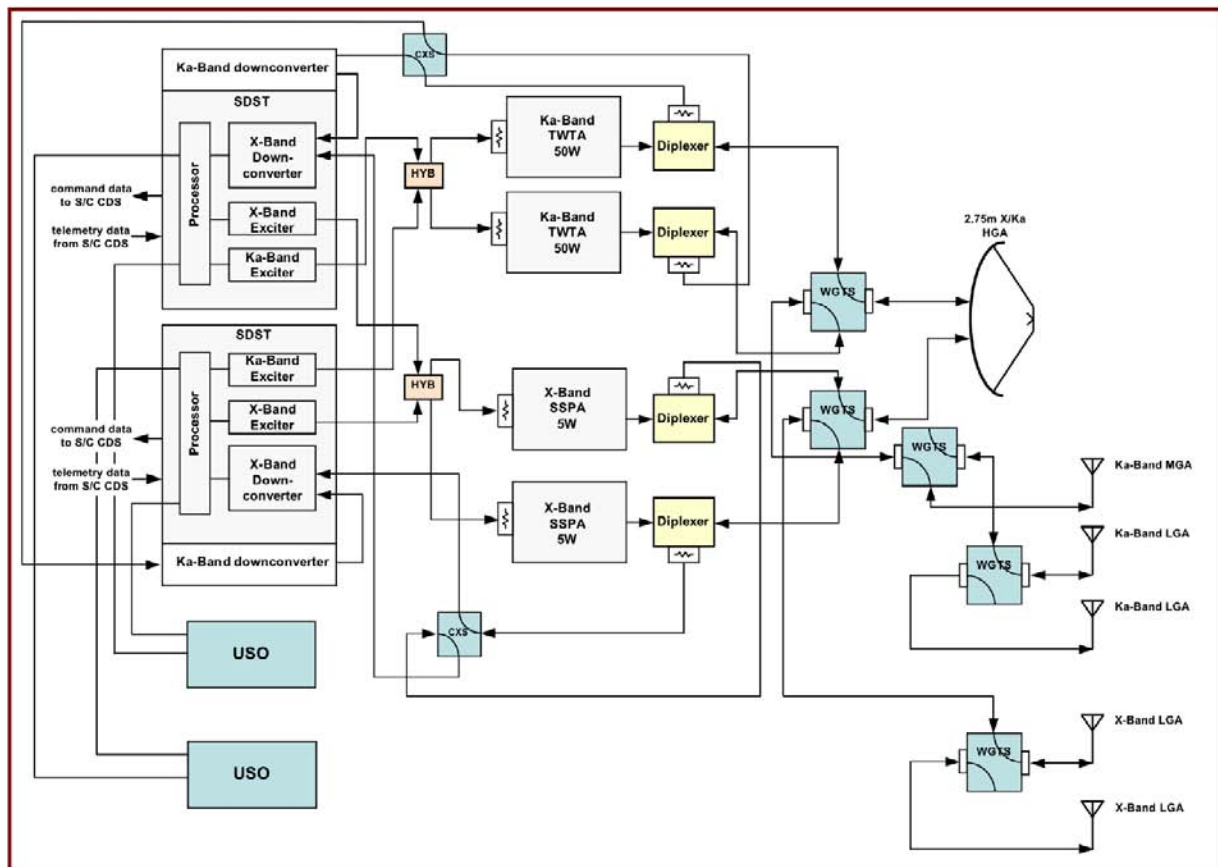 CXS
Ka-Band downconverter
SDST
Processor
X-Band
Down-
converter
X-Band
Exciter
Ka-Band
Exciter
command data
to S/C CDS
telemetry data
from S/C CDS
HYB
Ka-Band
TWTA
50W
Diplexer
Ka-Band
TWTA
50W
Diplexer
WGTS
2.75m X/Ka
HGA
SDST
Processor
Ka-Band
Exciter
X-Band
Exciter
X-Band
Down-
converter
Ka-Band downconverter
command data
to S/C CDS
telemetry data
from S/C CDS
HYB
X-Band
SSPA
5W
Diplexer
X-Band
SSPA
5W
Diplexer
WGTS
WGTS
Ka-Band MGA
WGTS
Ka-Band LGA
Ka-Band LGA
CXS
USO
USO
WGTS
X-Band LGA
X-Band LGA